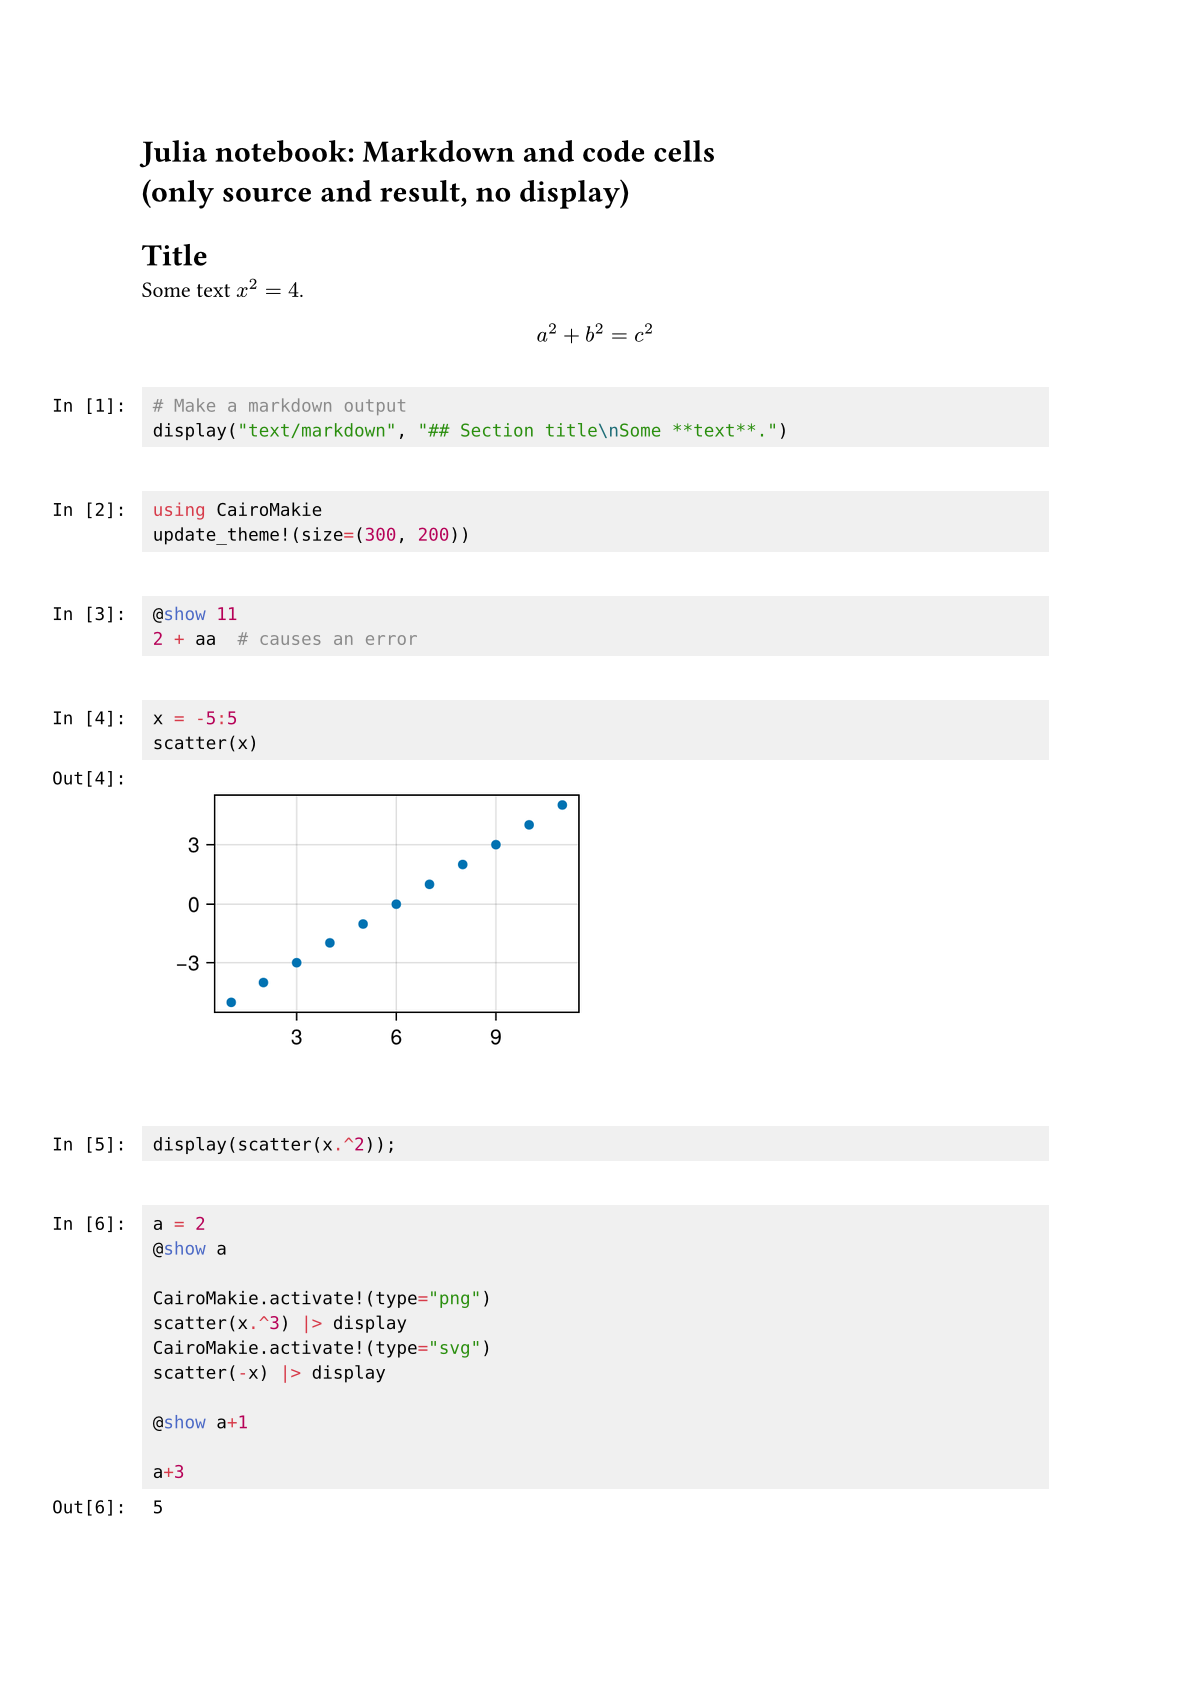 Julia notebook: Markdown and code cells
(only source and result, no display)
Title
Some text x² = 4.
a² + b² = c²
In [1]: # Make a markdown output
display("text/markdown", "## Section title\nSome **text**.")
In [2]: using CairoMakie
update_theme!(size=(300, 200))
In [3]: @show 11
2 + aa  # causes an error
In [4]: x = -5:5
scatter(x)
Out[4]:
3
0
−3
3 6 9
In [5]: display(scatter(x.^2));
In [6]: a = 2
@show a
CairoMakie.activate!(type="png")
scatter(x.^3) |> display
CairoMakie.activate!(type="svg")
scatter(-x) |> display
@show a+1
a+3
Out[6]: 5